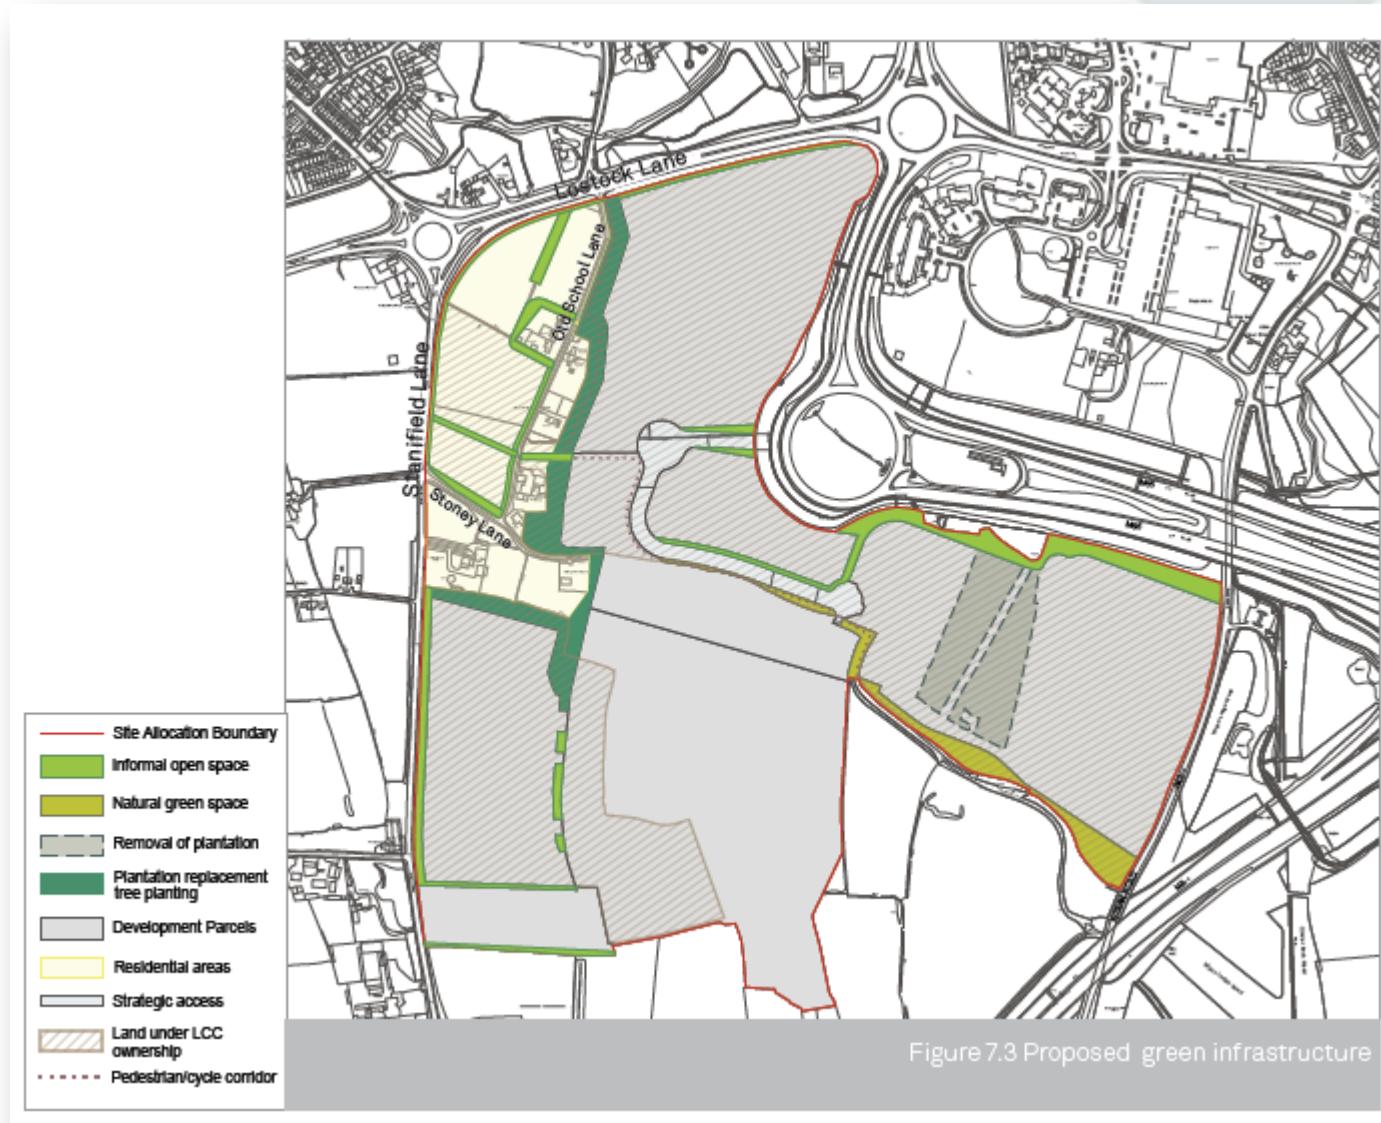 Lostock Lane
Old School Lane
Stanifield Lane
Stoney Lane
Site Allocation Boundary
Informal open space
Natural green space
Removal of plantation
Plantation replacement
tree planting
Development Parcels
Residential areas
Strategic access
Land under LCC
ownership
Pedestrian/cycle corridor
Figure 7.3 Proposed green infrastructure